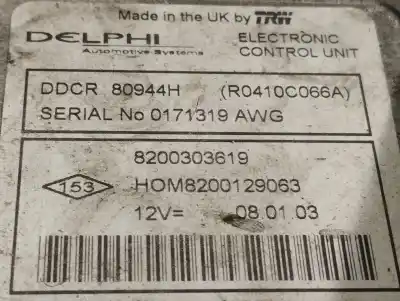 Made in the UK by TRW
DELPHI
Automotive Systems
ELECTRONIC
CONTROL UNIT
DDCR 80944H (R0410C066A)
SERIAL No 0171319 AWG
8200303619
153
HOM8200129063
12V= 08.01.03